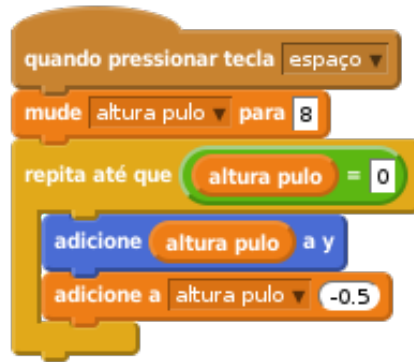 quando pressionar tecla espaço
mude altura pulo para 8
repita até que altura pulo = 0
adicione altura pulo a y
adicione a altura pulo -0.5